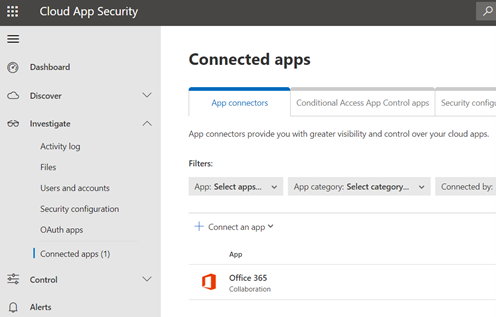 Cloud App Security
Dashboard
Discover
Investigate
Activity log
Files
Users and accounts
Security configuration
OAuth apps
Connected apps (1)
Control
Alerts
Connected apps
App connectors
Conditional Access App Control apps
Security configu
App connectors provide you with greater visibility and control over your cloud apps.
Filters:
App: Select apps...
App category: Select category...
Connected by:
Connect an app
App
Office 365
Collaboration